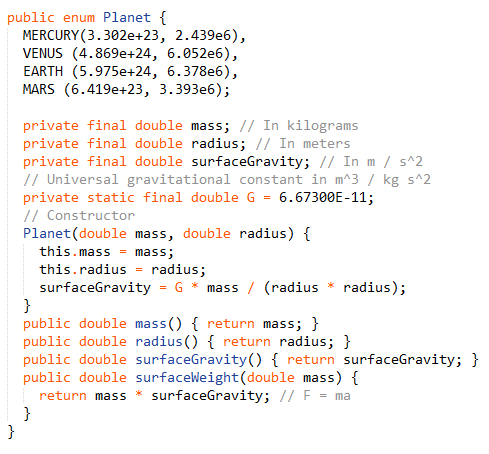 public enum Planet {
  MERCURY(3.302e+23, 2.439e6),
  VENUS (4.869e+24, 6.052e6),
  EARTH (5.975e+24, 6.378e6),
  MARS (6.419e+23, 3.393e6);

  private final double mass; // In kilograms
  private final double radius; // In meters
  private final double surfaceGravity; // In m / s^2
  // Universal gravitational constant in m^3 / kg s^2
  private static final double G = 6.67300E-11;
  // Constructor
  Planet(double mass, double radius) {
    this.mass = mass;
    this.radius = radius;
    surfaceGravity = G * mass / (radius * radius);
  }
  public double mass() { return mass; }
  public double radius() { return radius; }
  public double surfaceGravity() { return surfaceGravity; }
  public double surfaceWeight(double mass) {
    return mass * surfaceGravity; // F = ma
  }
}